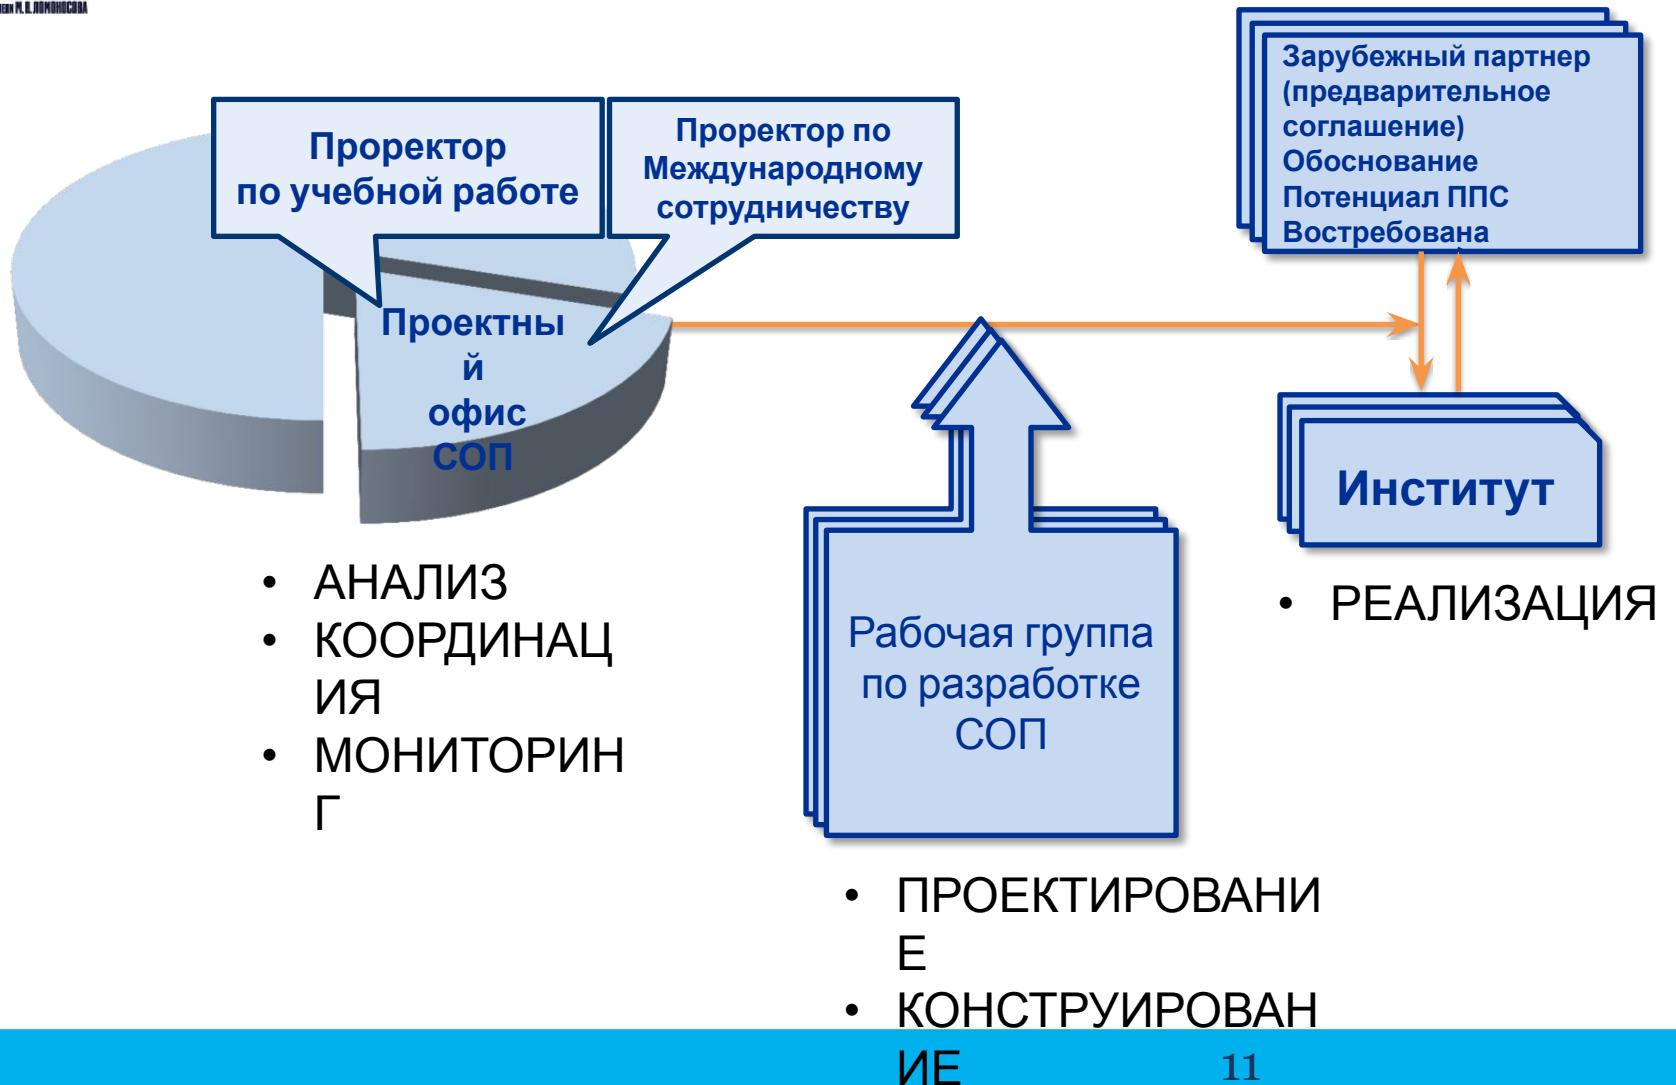 М.В.ЛОМОНОСОВА
Проректор
по учебной работе
Проректор по
Международному
сотрудничеству
Зарубежный партнер
(предварительное
соглашение)
Обоснование
Потенциал ППС
Востребована
Проектны
й
офис
СОП
Институт
• АНАЛИЗ
• КООРДИНАЦ
ИЯ
• МОНИТОРИН
Г
Рабочая группа
по разработке
СОП
• РЕАЛИЗАЦИЯ
• ПРОЕКТИРОВАНИ
Е
• КОНСТРУИРОВАН
ИЕ
11